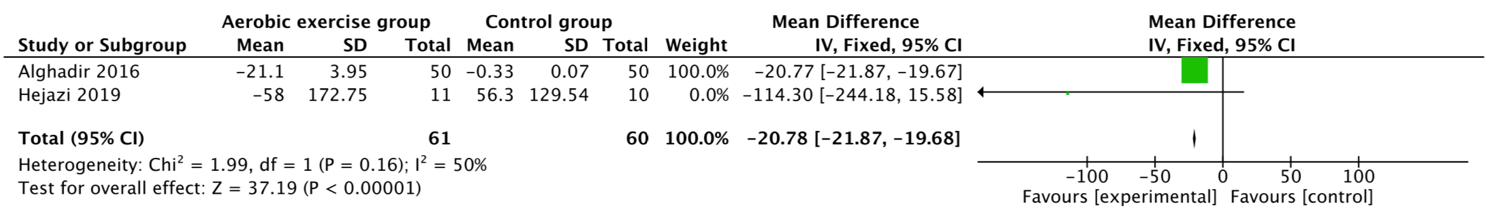 Aerobic exercise group Control group Mean Difference Mean Difference
Study or Subgroup Mean SD Total Mean SD Total Weight IV, Fixed, 95% CI IV, Fixed, 95% CI
Alghadir 2016 −21.1 3.95 50 −0.33 0.07 50 100.0% −20.77 [−21.87, −19.67]
Hejazi 2019 −58 172.75 11 56.3 129.54 10 0.0% −114.30 [−244.18, 15.58]
Total (95% CI) 61 60 100.0% −20.78 [−21.87, −19.68]
Heterogeneity: Chi² = 1.99, df = 1 (P = 0.16); I² = 50%
Test for overall effect: Z = 37.19 (P < 0.00001)
−100 −50 0 50 100
Favours [experimental] Favours [control]